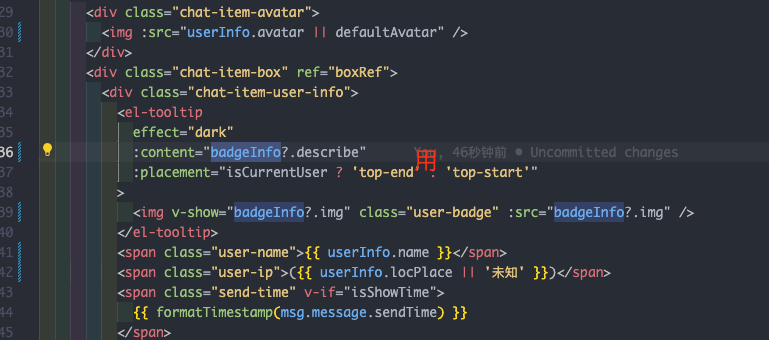 29 <div class="chat-item-avatar">
30 <img :src="userInfo.avatar || defaultAvatar" />
31 </div>
32 <div class="chat-item-box" ref="boxRef">
33 <div class="chat-item-user-info">
34 <el-tooltip
35 effect="dark"
36 :content="badgeInfo?.describe" You, 46秒钟前 • Uncommitted changes
用
37 :placement="isCurrentUser ? 'top-end' : 'top-start'"
38 >
39 <img v-show="badgeInfo?.img" class="user-badge" :src="badgeInfo?.img" />
40 </el-tooltip>
41 <span class="user-name">{{ userInfo.name }}</span>
42 <span class="user-ip">({{ userInfo.locPlace || '未知' }})</span>
43 <span class="send-time" v-if="isShowTime">
44 {{ formatTimestamp(msg.message.sendTime) }}
45 </span>